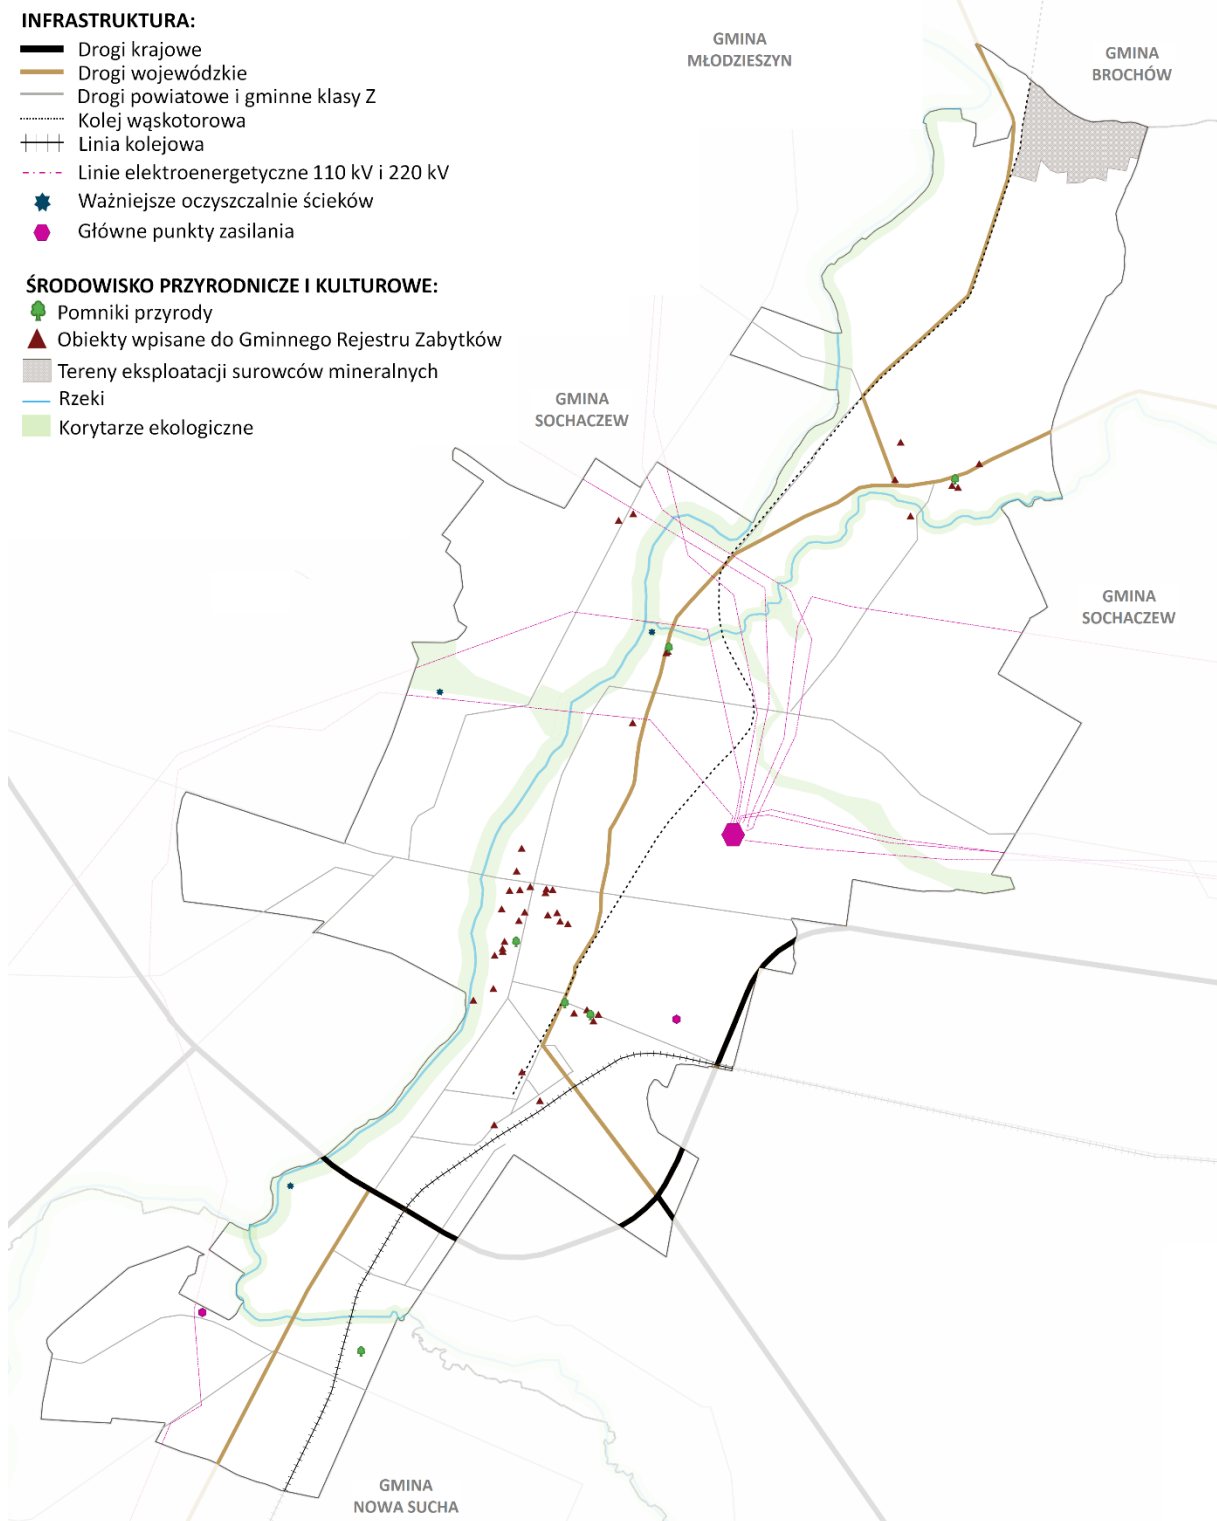 INFRASTRUKTURA:
Drogi krajowe
Drogi wojewódzkie
Drogi powiatowe i gminne klasy Z
Kolej wąskotorowa
Linia kolejowa
Linie elektroenergetyczne 110 kV i 220 kV
Ważniejsze oczyszczalnie ścieków
Główne punkty zasilania
ŚRODOWISKO PRZYRODNICZE I KULTUROWE:
Pomniki przyrody
Obiekty wpisane do Gminnego Rejestru Zabytków
Tereny eksploatacji surowców mineralnych
Rzeki
Korytarze ekologiczne
GMINA
MŁODZIESZYN
GMINA
BROCHÓW
GMINA
SOCHACZEW
GMINA
SOCHACZEW
GMINA
NOWA SUCHA